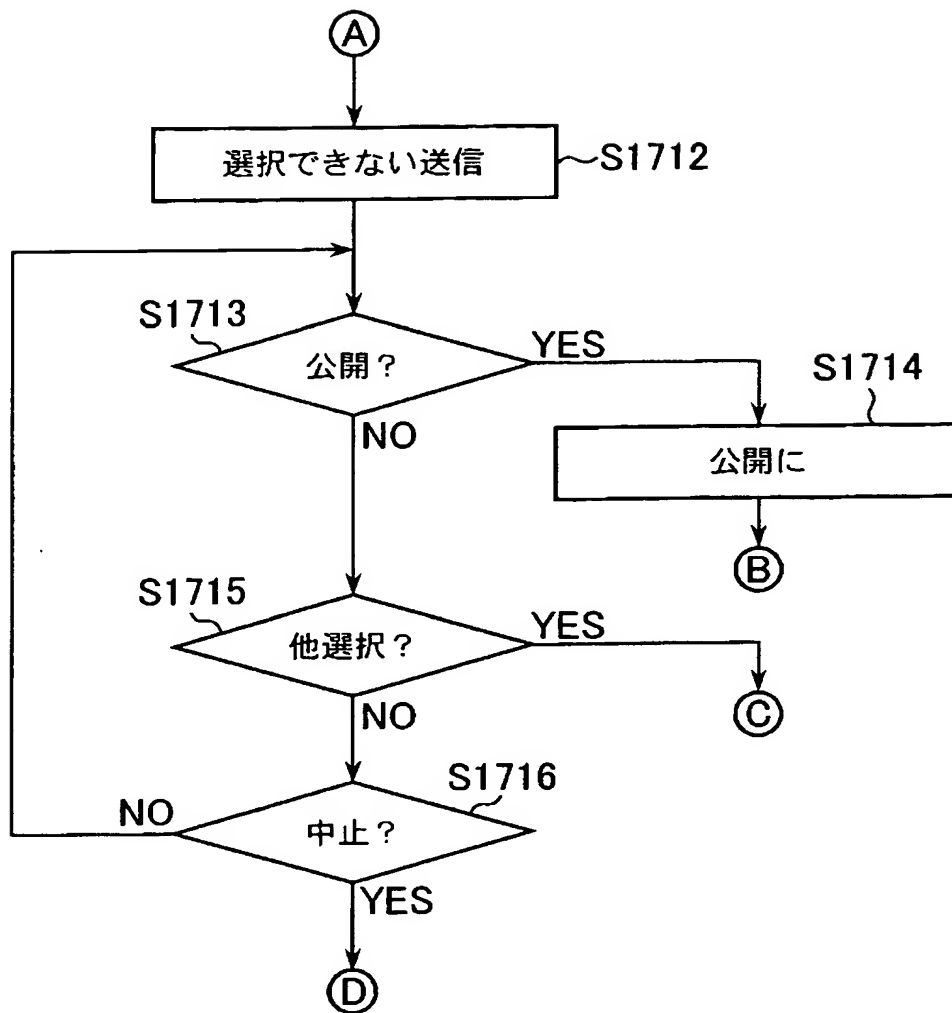 A
選択できない送信
S1712
S1713
公開？
YES
NO
S1714
公開に
B
S1715
他選択？
YES
NO
C
S1716
中止？
NO
YES
D